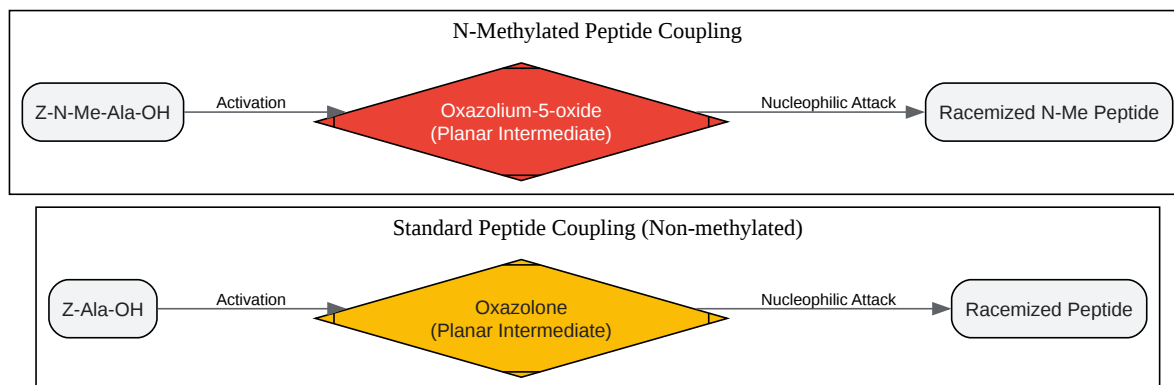 N-Methylated Peptide Coupling
Z-N-Me-Ala-OH
Activation
Oxazolium-5-oxide
(Planar Intermediate)
Nucleophilic Attack
Racemized N-Me Peptide
Standard Peptide Coupling (Non-methylated)
Z-Ala-OH
Activation
Oxazolone
(Planar Intermediate)
Nucleophilic Attack
Racemized Peptide